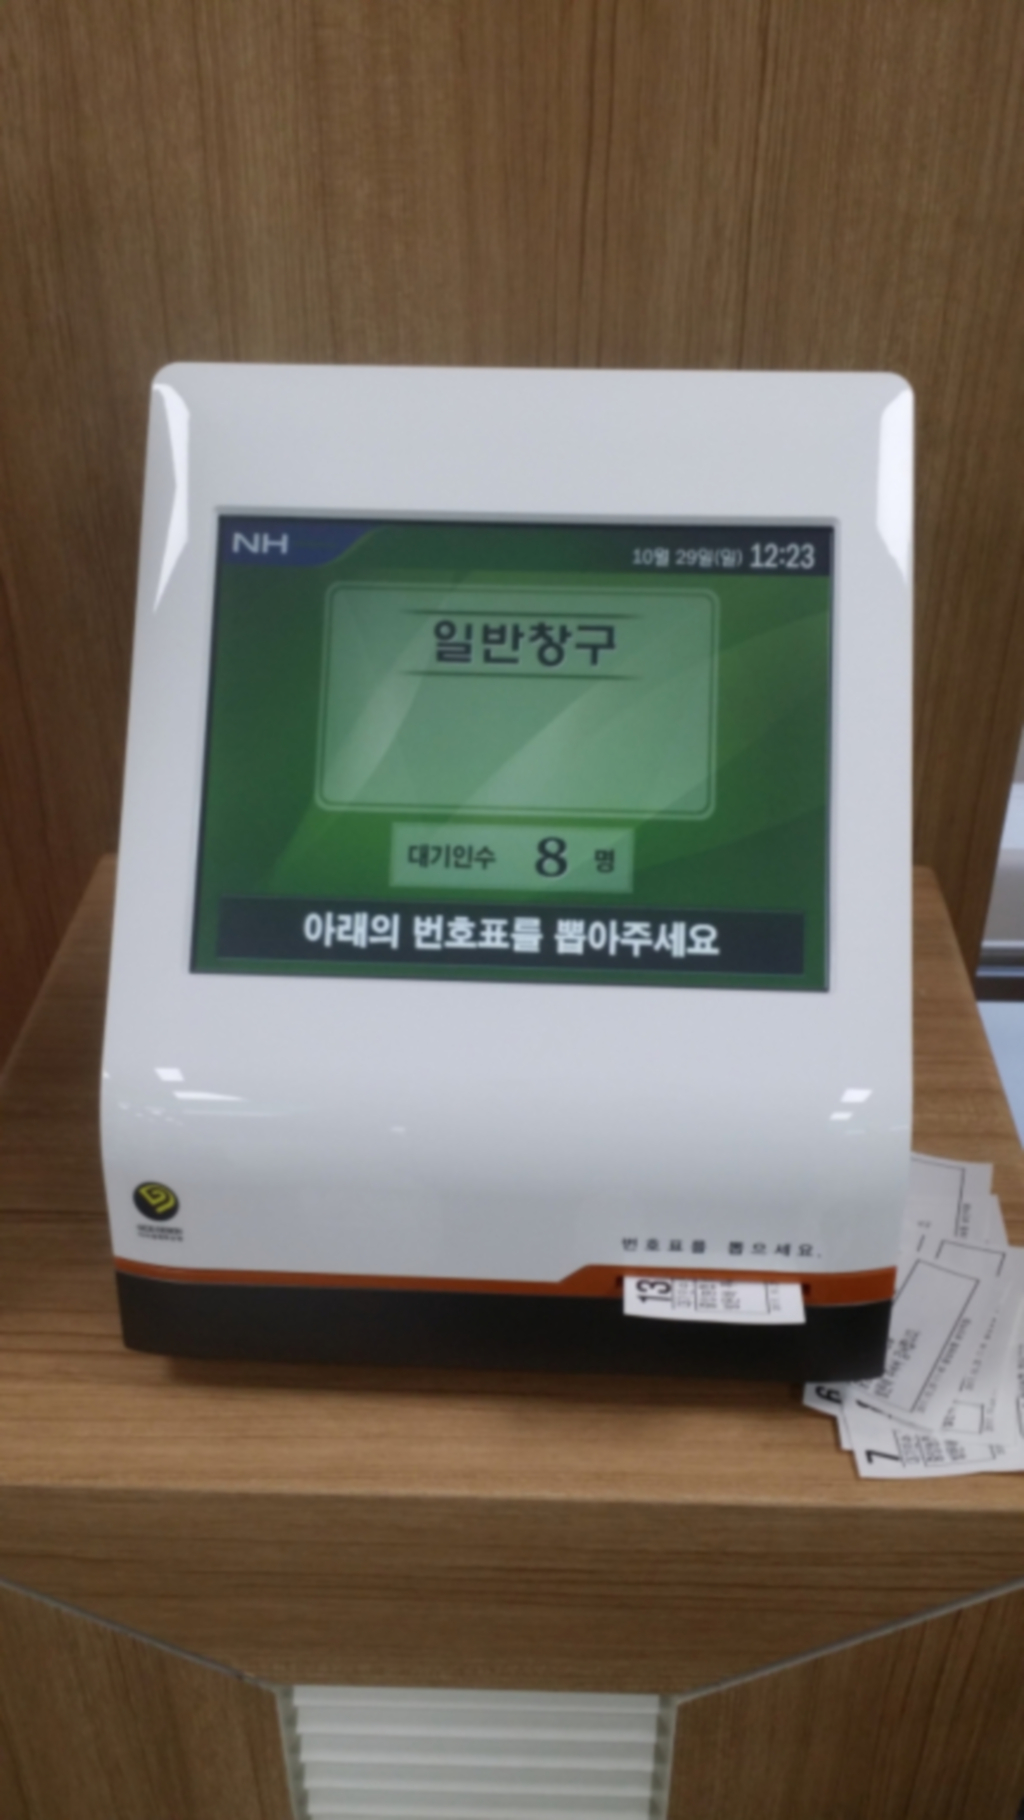 NH
10월 29일(일) 12:23
일반창구
대기인수 8 명
아래의 번호표를 뽑아주세요
번호표를 뽑으세요.
13
6
7